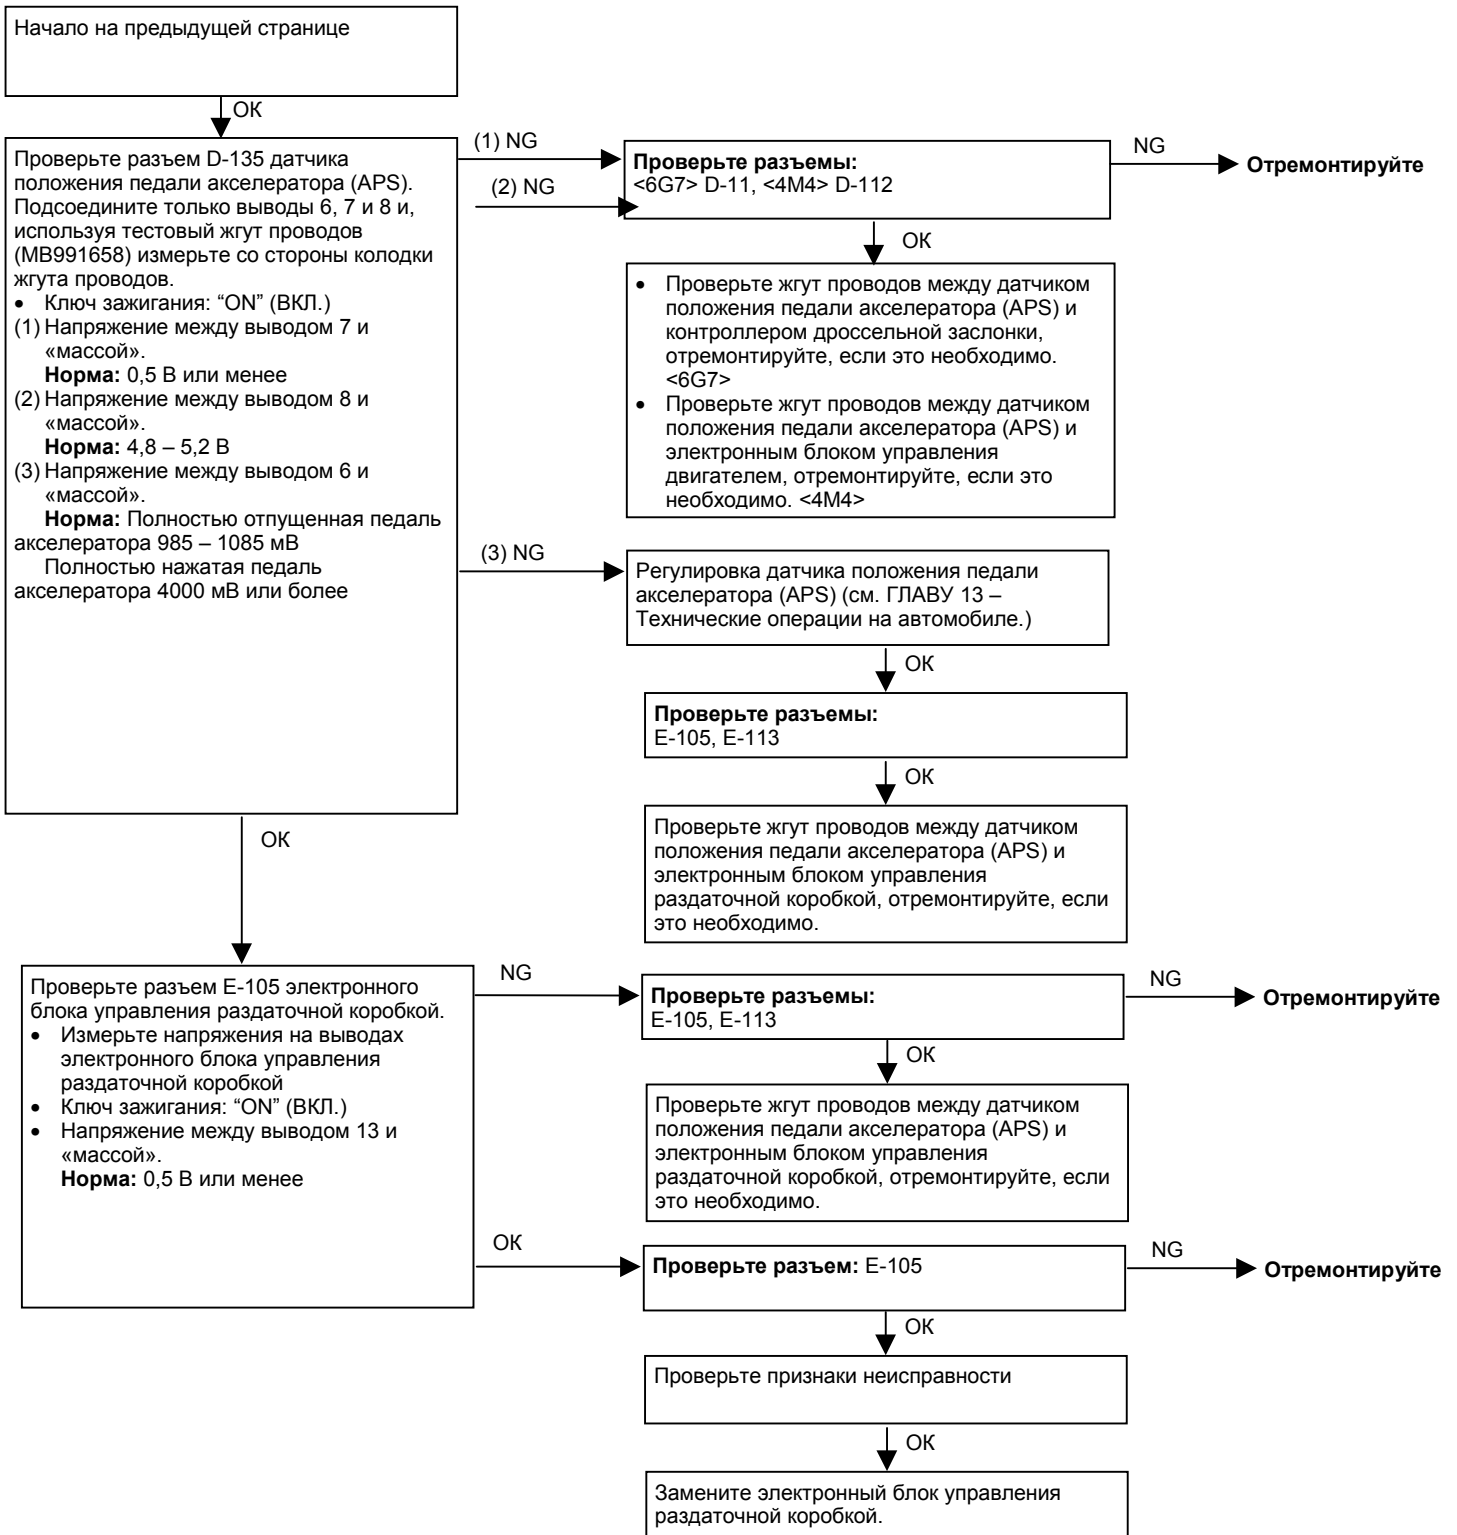 Начало на предыдущей странице
ОК
Проверьте разъем D-135 датчика
положения педали акселератора (APS).
Подсоедините только выводы 6, 7 и 8 и,
используя тестовый жгут проводов
(MB991658) измерьте со стороны колодки
жгута проводов.
• Ключ зажигания: “ON” (ВКЛ.)
(1) Напряжение между выводом 7 и
«массой».
Норма: 0,5 В или менее
(2) Напряжение между выводом 8 и
«массой».
Норма: 4,8 – 5,2 В
(3) Напряжение между выводом 6 и
«массой».
Норма: Полностью отпущенная педаль
акселератора 985 – 1085 мВ
Полностью нажатая педаль
акселератора 4000 мВ или более
(1) NG
(2) NG
Проверьте разъемы:
<6G7> D-11, <4M4> D-112
NG
Отремонтируйте
ОК
• Проверьте жгут проводов между датчиком
положения педали акселератора (APS) и
контроллером дроссельной заслонки,
отремонтируйте, если это необходимо.
<6G7>
• Проверьте жгут проводов между датчиком
положения педали акселератора (APS) и
электронным блоком управления
двигателем, отремонтируйте, если это
необходимо. <4M4>
(3) NG
Регулировка датчика положения педали
акселератора (APS) (см. ГЛАВУ 13 –
Технические операции на автомобиле.)
ОК
Проверьте разъемы:
E-105, E-113
ОК
Проверьте жгут проводов между датчиком
положения педали акселератора (APS) и
электронным блоком управления
раздаточной коробкой, отремонтируйте, если
это необходимо.
ОК
Проверьте разъем E-105 электронного
блока управления раздаточной коробкой.
• Измерьте напряжения на выводах
электронного блока управления
раздаточной коробкой
• Ключ зажигания: “ON” (ВКЛ.)
• Напряжение между выводом 13 и
«массой».
Норма: 0,5 В или менее
NG
Проверьте разъемы:
E-105, E-113
NG
Отремонтируйте
ОК
Проверьте жгут проводов между датчиком
положения педали акселератора (APS) и
электронным блоком управления
раздаточной коробкой, отремонтируйте, если
это необходимо.
ОК
Проверьте разъем: E-105
NG
Отремонтируйте
ОК
Проверьте признаки неисправности
ОК
Замените электронный блок управления
раздаточной коробкой.